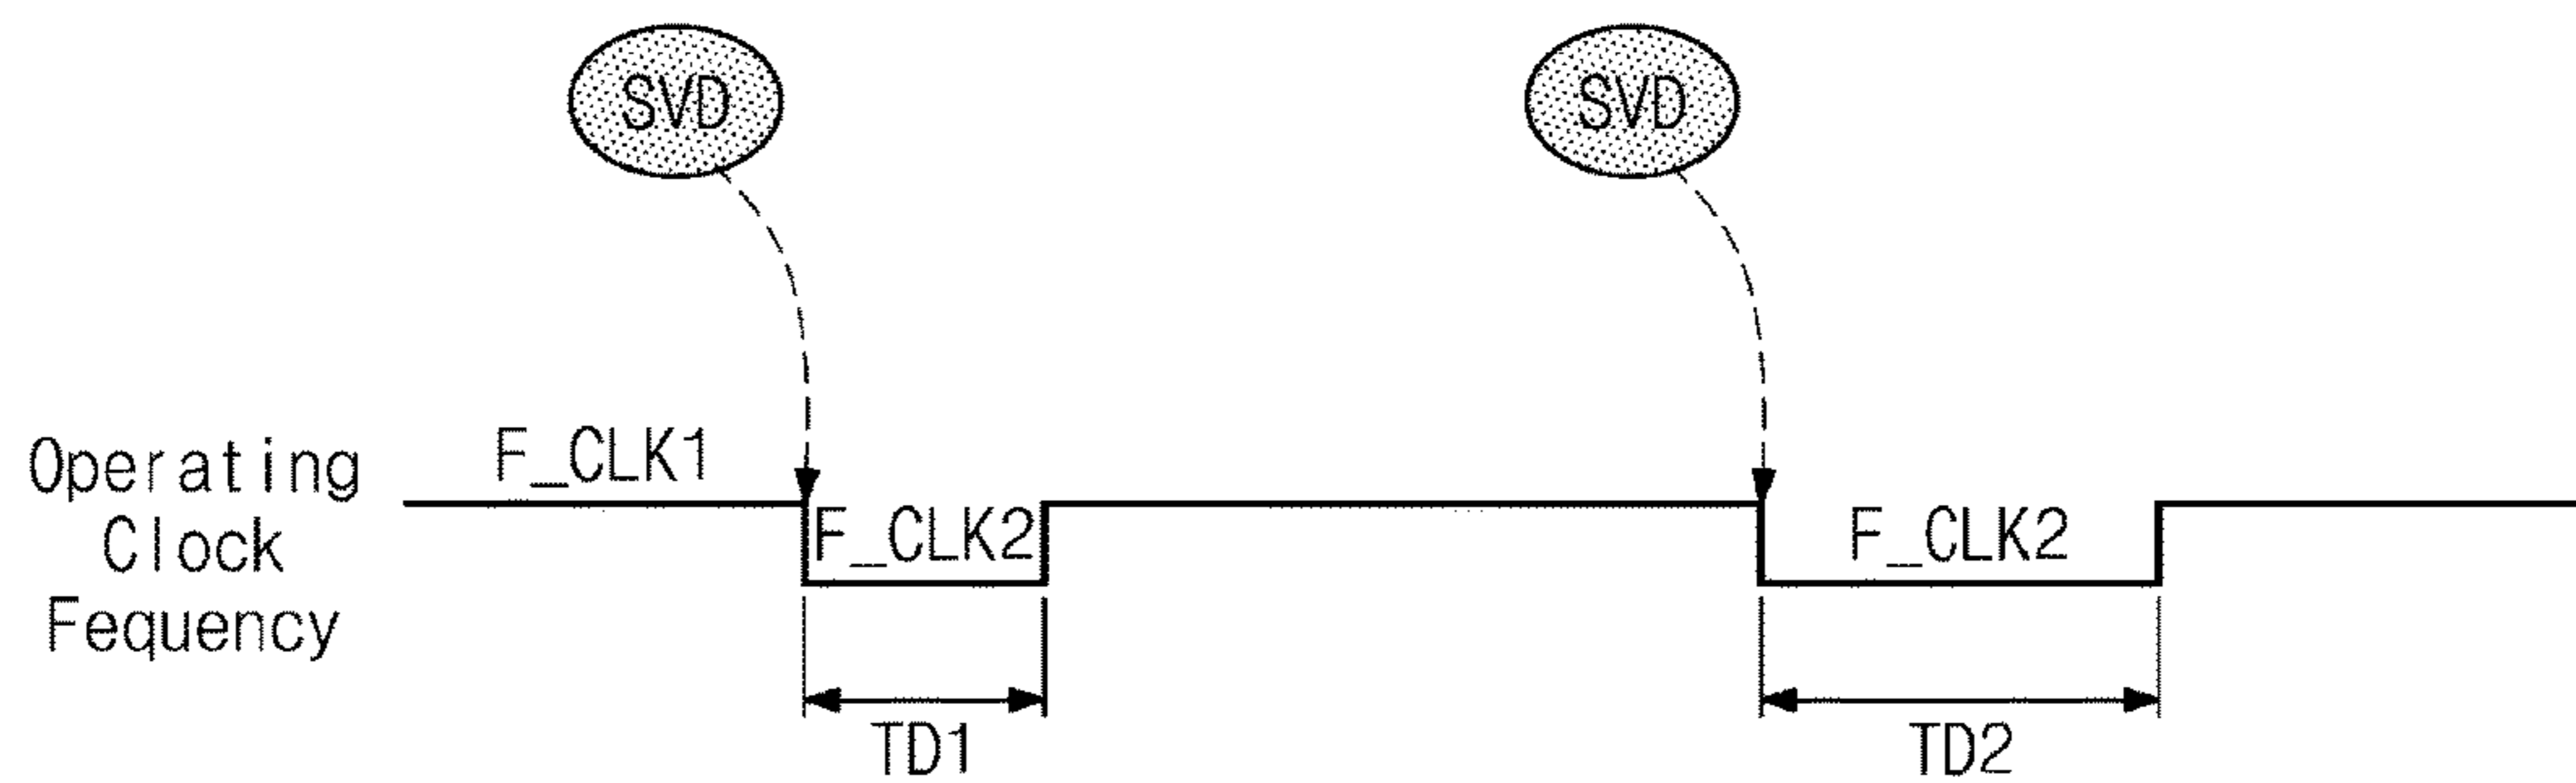 SVD
SVD
F_CLK1
Operating
Clock
Fequency
F_CLK2
F_CLK2
TD1
TD2